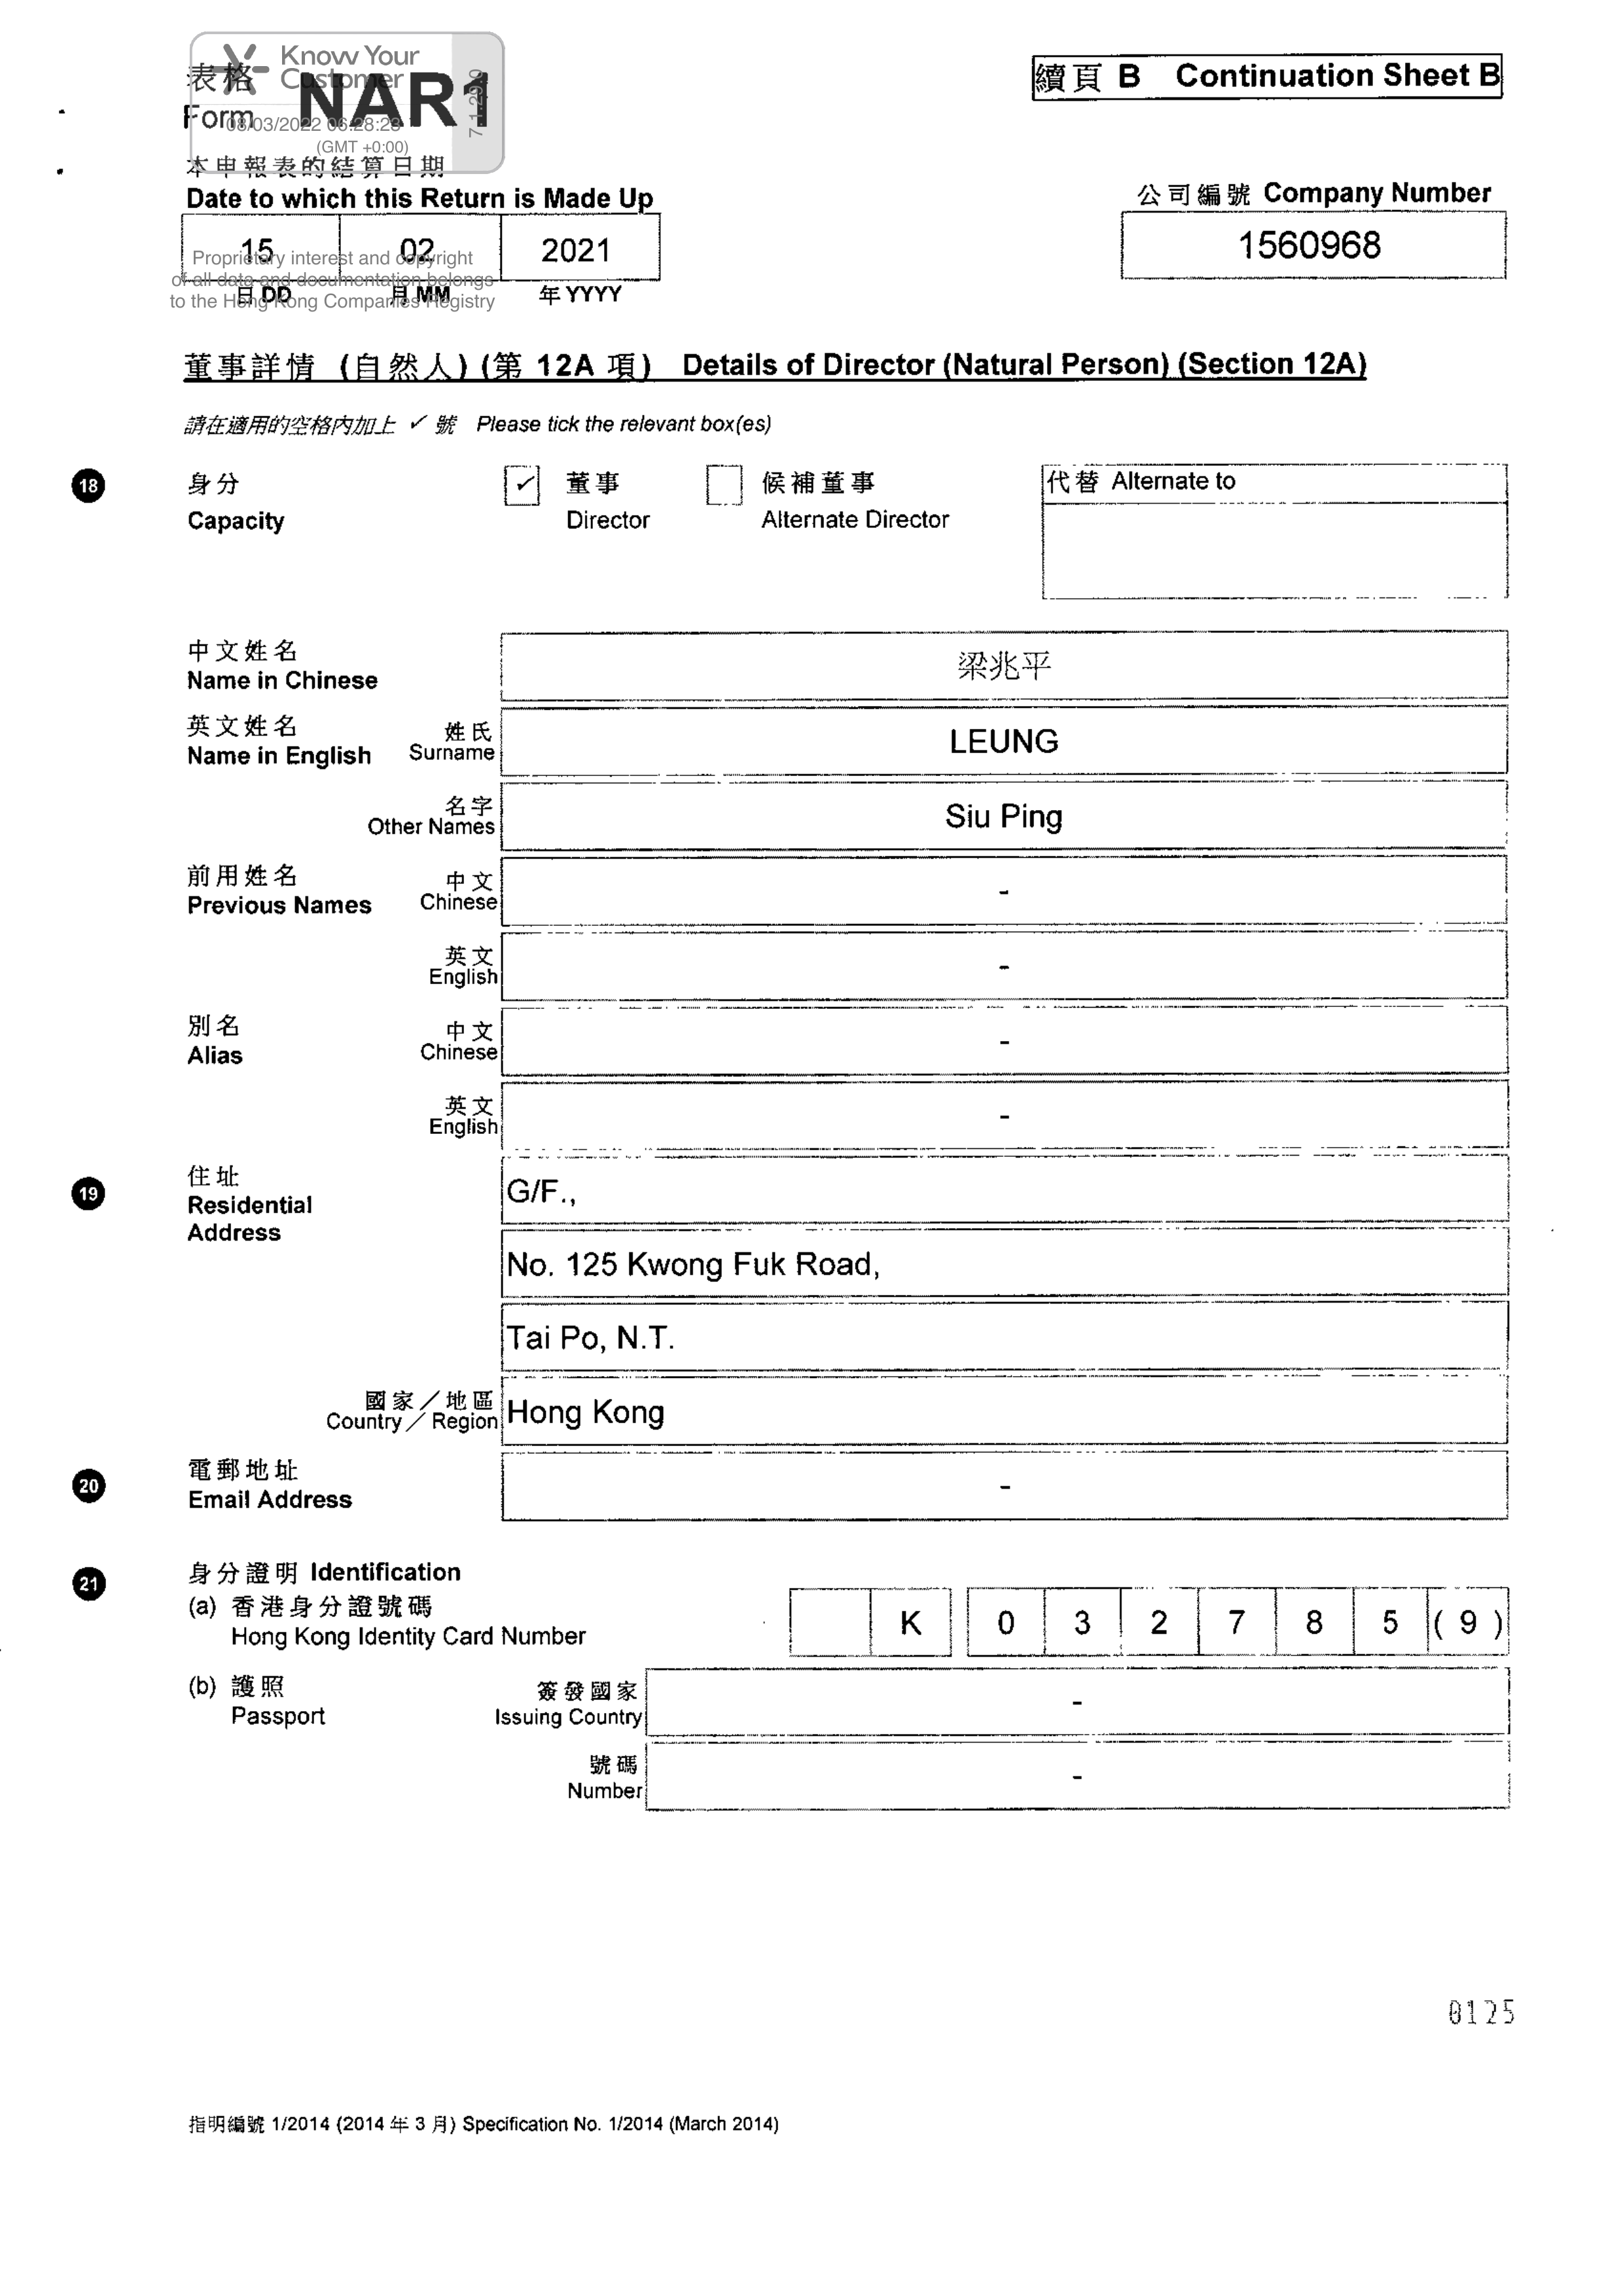 Know Your
Customer
表格
Form NAR1
7.1.290
08/03/2022 06:28:23
(GMT +0:00)
續頁 B Continuation Sheet B
本申報表的結算日期
Date to which this Return is Made Up
15 02 2021
日 DD 月 MM 年 YYYY
Proprietary interest and copyright
of all data and documentation belongs
to the Hong Kong Companies Registry
公司編號 Company Number
1560968
董事詳情 (自然人) (第 12A 項) Details of Director (Natural Person) (Section 12A)
請在適用的空格內加上 ✓ 號 Please tick the relevant box(es)
18 身分
Capacity
✓ 董事
Director
候補董事
Alternate Director
代替 Alternate to
中文姓名
Name in Chinese
梁兆平
英文姓名
Name in English
姓氏
Surname
LEUNG
名字
Other Names
Siu Ping
前用姓名
Previous Names
中文
Chinese
-
英文
English
-
別名
Alias
中文
Chinese
-
英文
English
-
19 住址
Residential
Address
G/F.,
No. 125 Kwong Fuk Road,
Tai Po, N.T.
國家／地區
Country／Region
Hong Kong
20 電郵地址
Email Address
-
21 身分證明 Identification
(a) 香港身分證號碼
Hong Kong Identity Card Number
K 0 3 2 7 8 5 ( 9 )
(b) 護照
Passport
簽發國家
Issuing Country
-
號碼
Number
-
0125
指明編號 1/2014 (2014 年 3 月) Specification No. 1/2014 (March 2014)